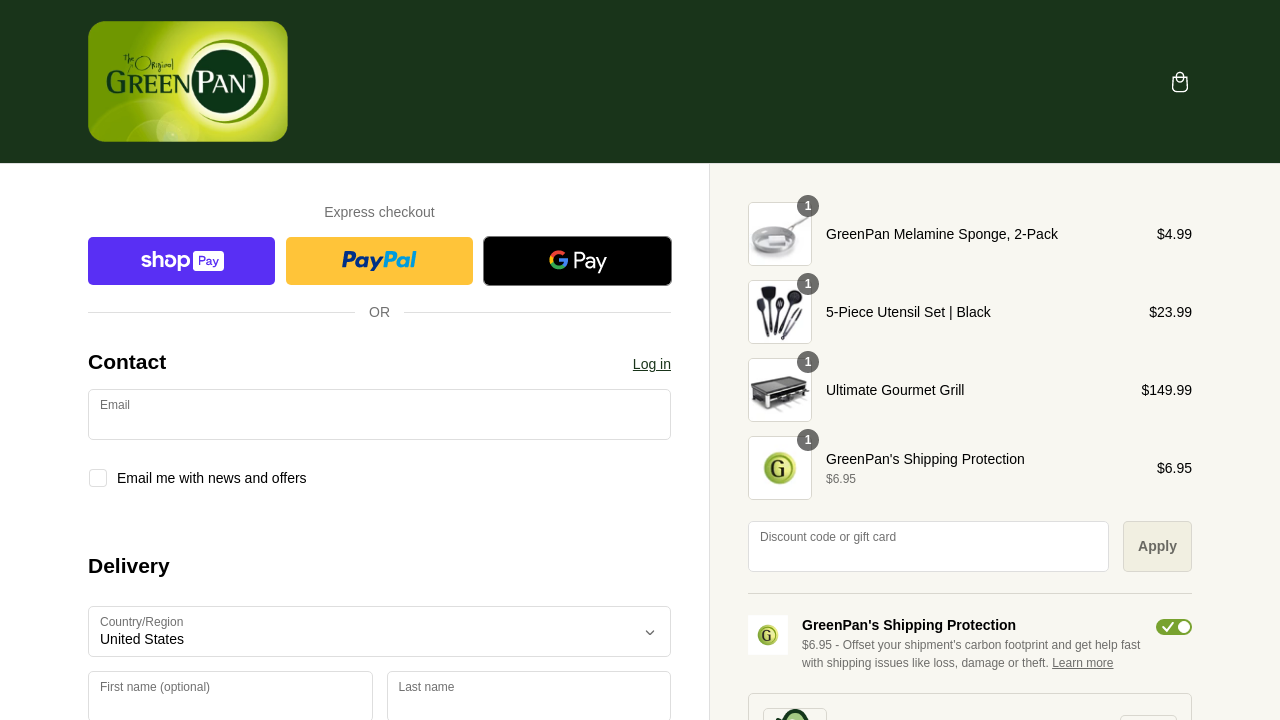 The Original
GREENPAN™
Express checkout
shop Pay
PayPal
G Pay
OR
Contact
Log in
Email
Email me with news and offers
Delivery
Country/Region
United States
First name (optional)
Last name
1
GreenPan Melamine Sponge, 2-Pack
$4.99
1
5-Piece Utensil Set | Black
$23.99
1
Ultimate Gourmet Grill
$149.99
1
G
GreenPan's Shipping Protection
$6.95
$6.95
Discount code or gift card
Apply
G
GreenPan's Shipping Protection
$6.95 - Offset your shipment's carbon footprint and get help fast
with shipping issues like loss, damage or theft. Learn more